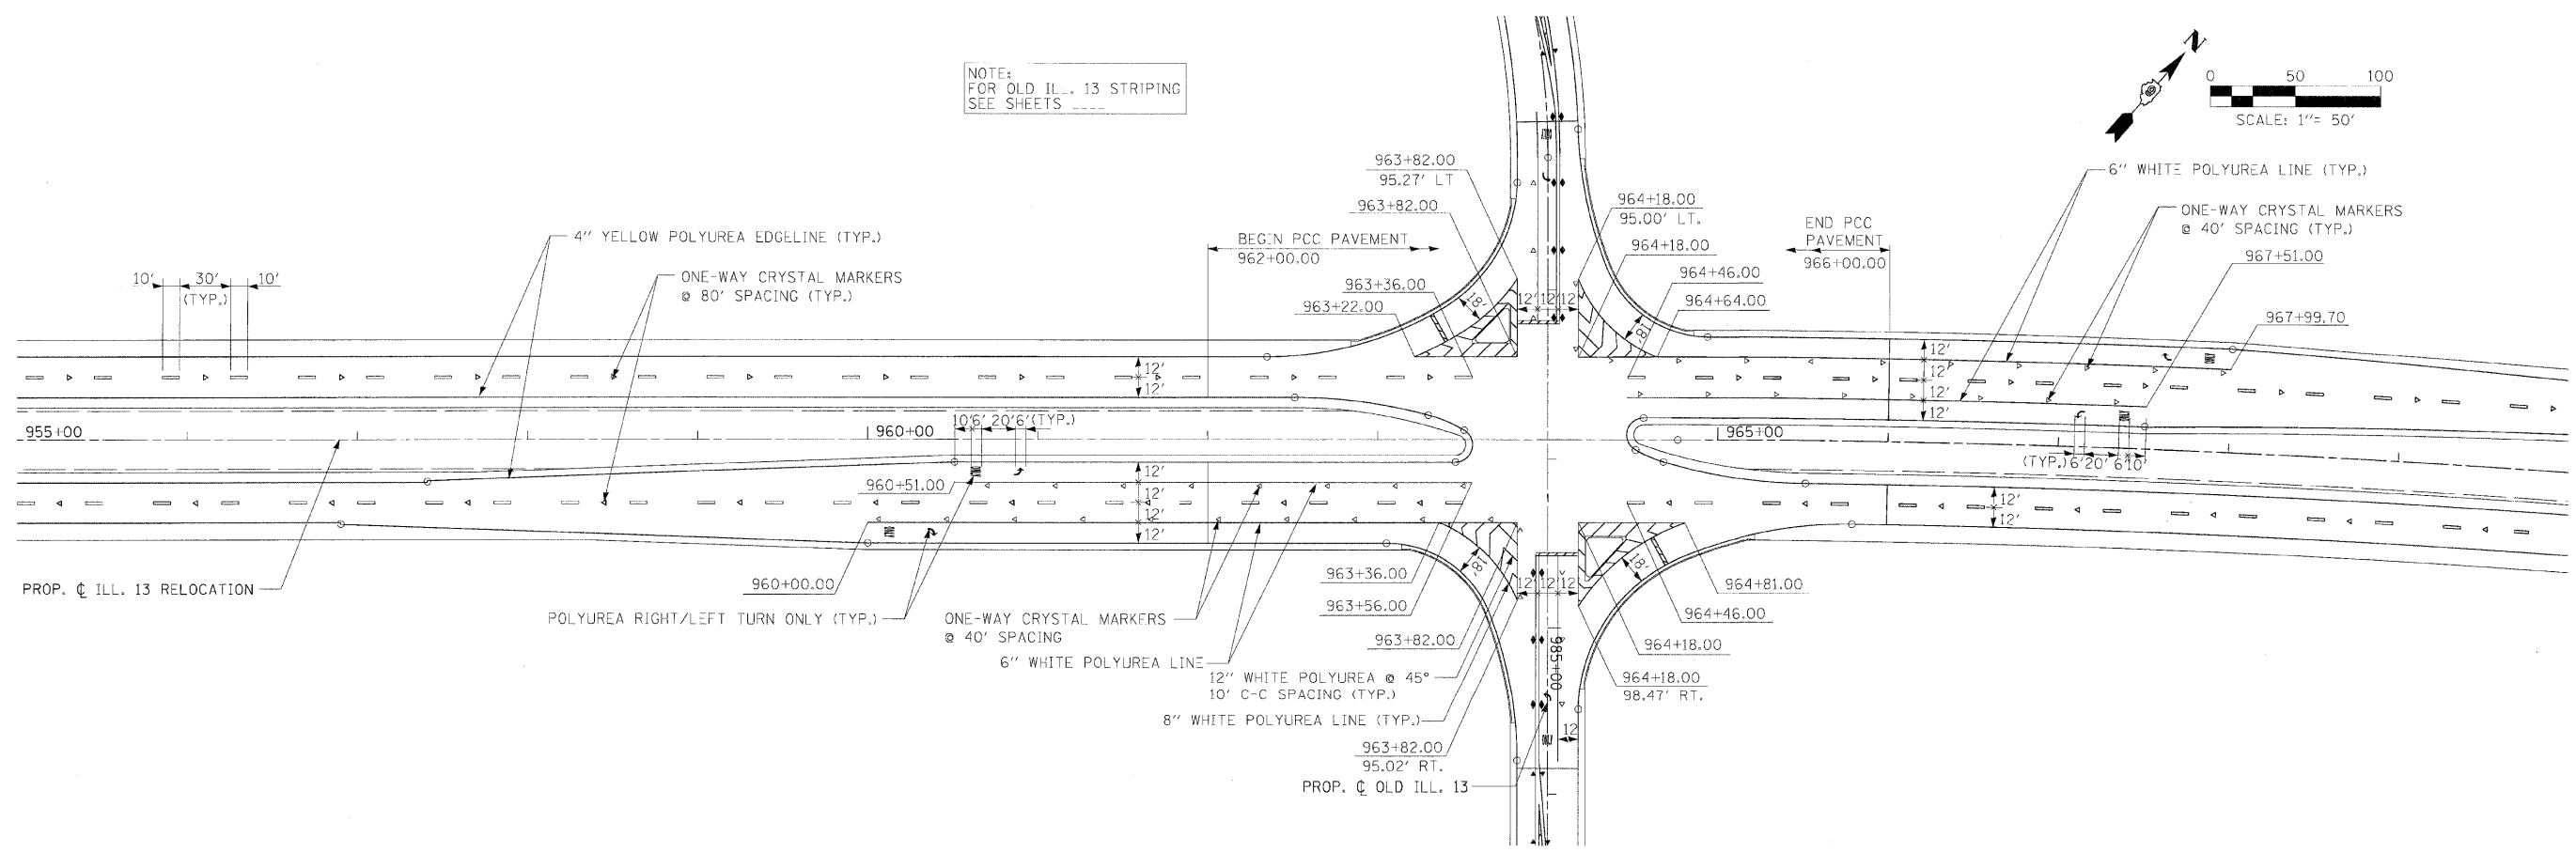 NOTE:
FOR OLD ILL. 13 STRIPING
SEE SHEETS ____
N
0 50 100
SCALE: 1"= 50'
963+82.00
95.27' LT
963+82.00
964+18.00
95.00' LT.
964+18.00
6" WHITE POLYUREA LINE (TYP.)
ONE-WAY CRYSTAL MARKERS
@ 40' SPACING (TYP.)
967+51.00
END PCC
PAVEMENT
966+00.00
4" YELLOW POLYUREA EDGELINE (TYP.)
BEGIN PCC PAVEMENT
962+00.00
10' 30' 10'
(TYP.)
ONE-WAY CRYSTAL MARKERS
@ 80' SPACING (TYP.)
963+36.00
963+22.00
964+46.00
964+64.00
967+99.70
ONLY
18'
12' 12' 12'
18'
12'
12'
12'
12'
12'
955+00
960+00
965+00
10' 6' 20' 6' (TYP.)
(TYP.) 6' 20' 6' 10'
960+51.00
12'
12'
12'
12'
12'
12'
PROP. ℄ ILL. 13 RELOCATION
960+00.00
POLYUREA RIGHT/LEFT TURN ONLY (TYP.)
ONE-WAY CRYSTAL MARKERS
@ 40' SPACING
6" WHITE POLYUREA LINE
963+36.00
963+56.00
963+82.00
18'
12' 12' 12'
18'
964+81.00
964+46.00
964+18.00
964+18.00
98.47' RT.
12" WHITE POLYUREA @ 45°
10' C-C SPACING (TYP.)
8" WHITE POLYUREA LINE (TYP.)
963+82.00
95.02' RT.
985+00
12
ONLY
PROP. ℄ OLD ILL. 13